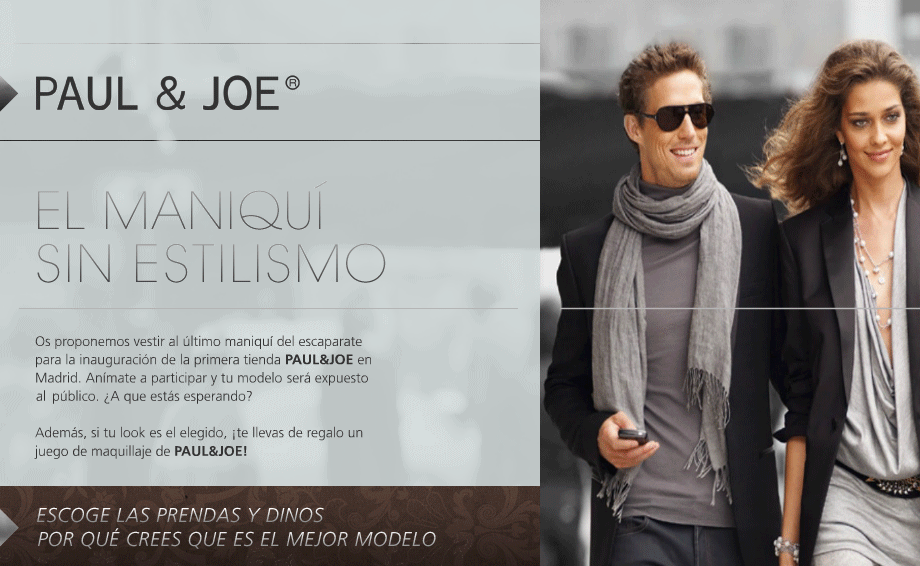 PAUL & JOE®
EL MANIQUÍ
SIN ESTILISMO
Os proponemos vestir al último maniquí del escaparate
para la inauguración de la primera tienda PAUL&JOE en
Madrid. Anímate a participar y tu modelo será expuesto
al público. ¿A que estás esperando?
Además, si tu look es el elegido, ¡te llevas de regalo un
juego de maquillaje de PAUL&JOE!
ESCOGE LAS PRENDAS Y DINOS
POR QUÉ CREES QUE ES EL MEJOR MODELO